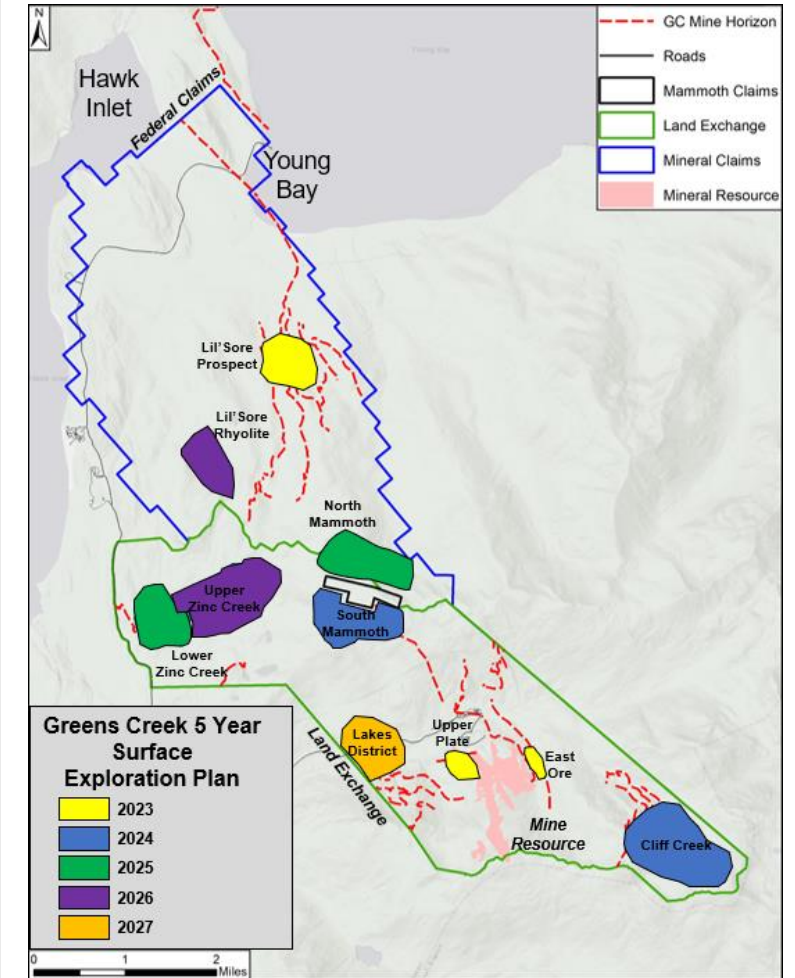 N
GC Mine Horizon
Roads
Mammoth Claims
Land Exchange
Mineral Claims
Mineral Resource
Hawk
Inlet
Federal Claims
Young
Bay
Young Bay
Lil'Sore
Prospect
Lil'Sore
Rhyolite
North
Mammoth
Upper
Zinc Creek
South
Mammoth
Lower
Zinc Creek
Lakes
District
Upper
Plate
East
Ore
Land Exchange
Mine
Resource
Cliff Creek
Greens Creek 5 Year
Surface
Exploration Plan
2023
2024
2025
2026
2027
0 1 2
Miles